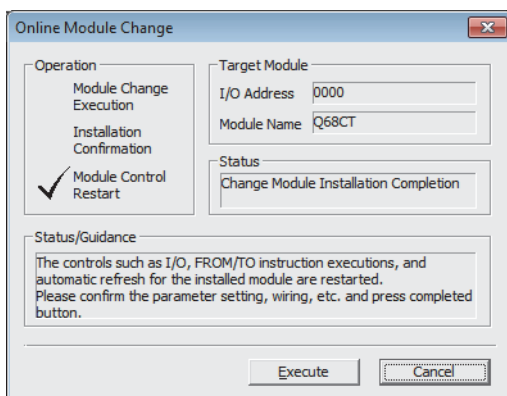 Online Module Change
Operation
Module Change
Execution
Installation
Confirmation
Module Control
Restart
Target Module
I/O Address 0000
Module Name Q68CT
Status
Change Module Installation Completion
Status/Guidance
The controls such as I/O, FROM/TO instruction executions, and
automatic refresh for the installed module are restarted.
Please confirm the parameter setting, wiring, etc. and press completed
button.
Execute Cancel